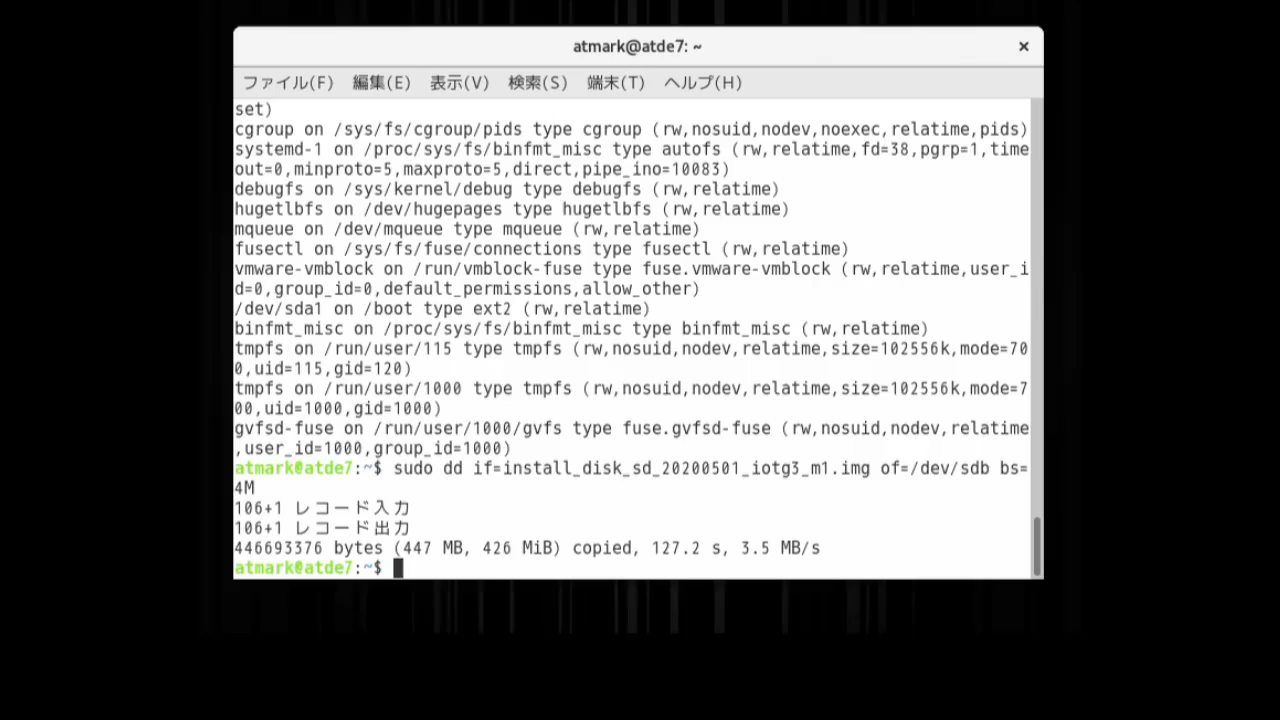 atmark@atde7: ~
×
ファイル(F) 編集(E) 表示(V) 検索(S) 端末(T) ヘルプ(H)
set)
cgroup on /sys/fs/cgroup/pids type cgroup (rw,nosuid,nodev,noexec,relatime,pids)
systemd-1 on /proc/sys/fs/binfmt_misc type autofs (rw,relatime,fd=38,pgrp=1,time
out=0,minproto=5,maxproto=5,direct,pipe_ino=10083)
debugfs on /sys/kernel/debug type debugfs (rw,relatime)
hugetlbfs on /dev/hugepages type hugetlbfs (rw,relatime)
mqueue on /dev/mqueue type mqueue (rw,relatime)
fusectl on /sys/fs/fuse/connections type fusectl (rw,relatime)
vmware-vmblock on /run/vmblock-fuse type fuse.vmware-vmblock (rw,relatime,user_i
d=0,group_id=0,default_permissions,allow_other)
/dev/sda1 on /boot type ext2 (rw,relatime)
binfmt_misc on /proc/sys/fs/binfmt_misc type binfmt_misc (rw,relatime)
tmpfs on /run/user/115 type tmpfs (rw,nosuid,nodev,relatime,size=102556k,mode=70
0,uid=115,gid=120)
tmpfs on /run/user/1000 type tmpfs (rw,nosuid,nodev,relatime,size=102556k,mode=7
00,uid=1000,gid=1000)
gvfsd-fuse on /run/user/1000/gvfs type fuse.gvfsd-fuse (rw,nosuid,nodev,relatime
,user_id=1000,group_id=1000)
atmark@atde7:~$ sudo dd if=install_disk_sd_20200501_iotg3_m1.img of=/dev/sdb bs=
4M
106+1 レコード入力
106+1 レコード出力
446693376 bytes (447 MB, 426 MiB) copied, 127.2 s, 3.5 MB/s
atmark@atde7:~$